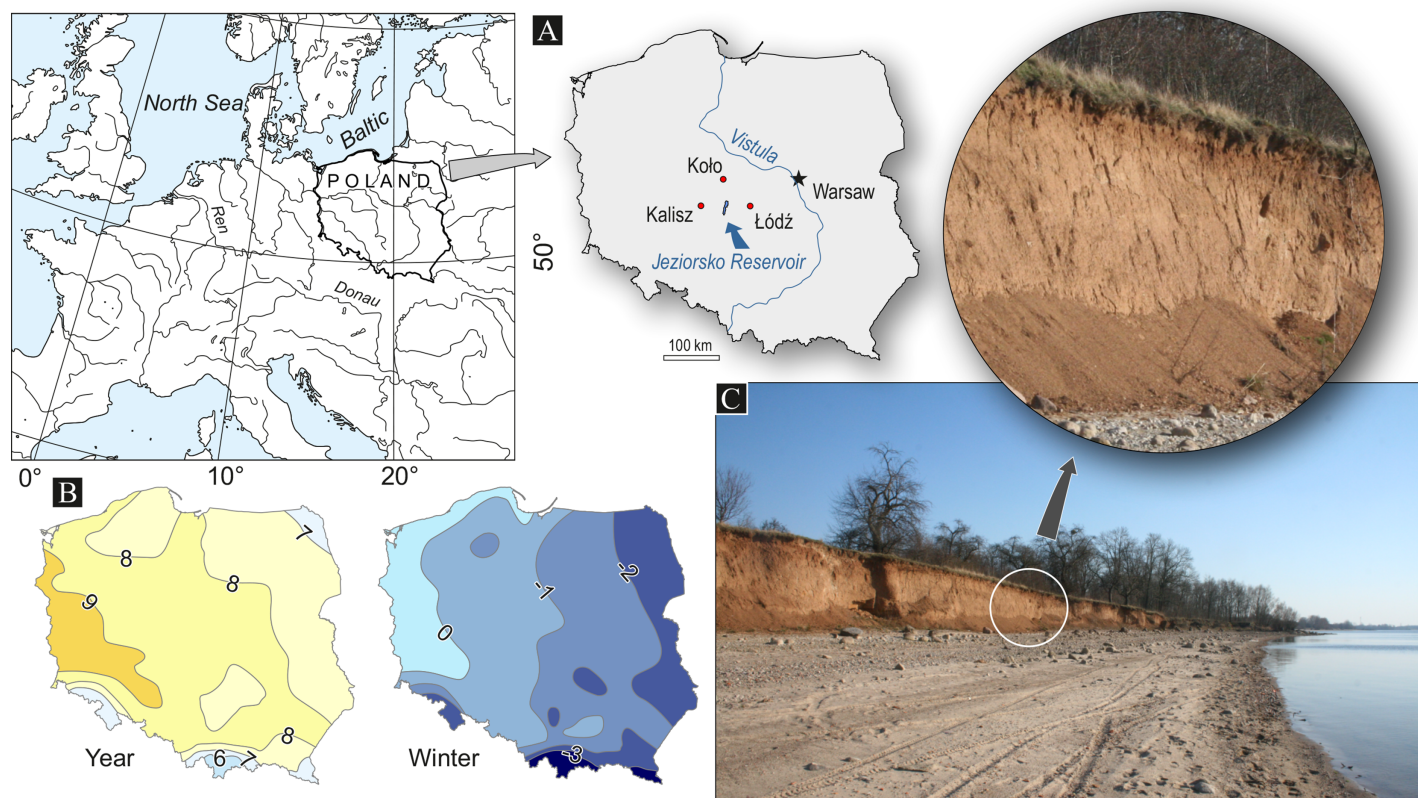 North Sea
Baltic
POLAND
Ren
Donau
0°
10°
20°
50°
A
Vistula
Koło
Warsaw
Kalisz
Łódź
Jeziorsko Reservoir
100 km
B
7
8
8
9
8
6
7
Year
0
-1
-2
-3
Winter
C